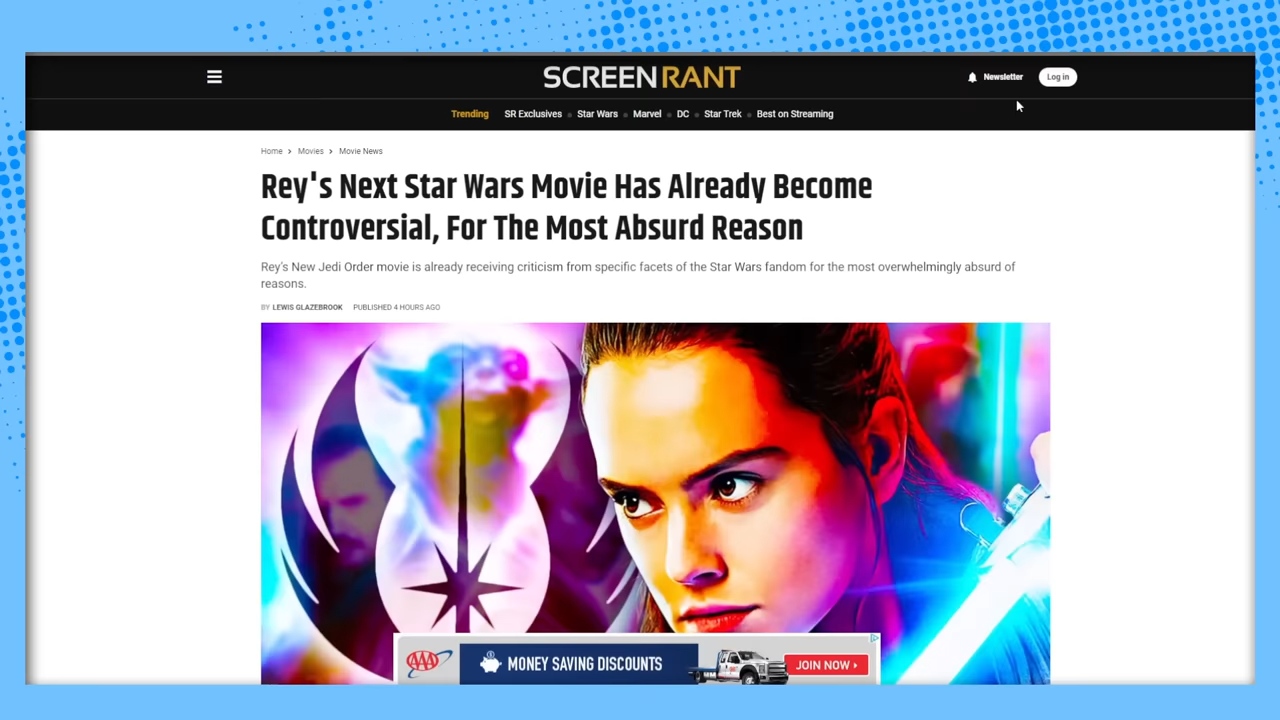 SCREENRANT
Newsletter
Log in
Trending SR Exclusives Star Wars Marvel DC Star Trek Best on Streaming
Home > Movies > Movie News
Rey's Next Star Wars Movie Has Already Become
Controversial, For The Most Absurd Reason
Rey's New Jedi Order movie is already receiving criticism from specific facets of the Star Wars fandom for the most overwhelmingly absurd of
reasons.
BY LEWIS GLAZEBROOK PUBLISHED 4 HOURS AGO
AAA
MONEY SAVING DISCOUNTS
JOIN NOW